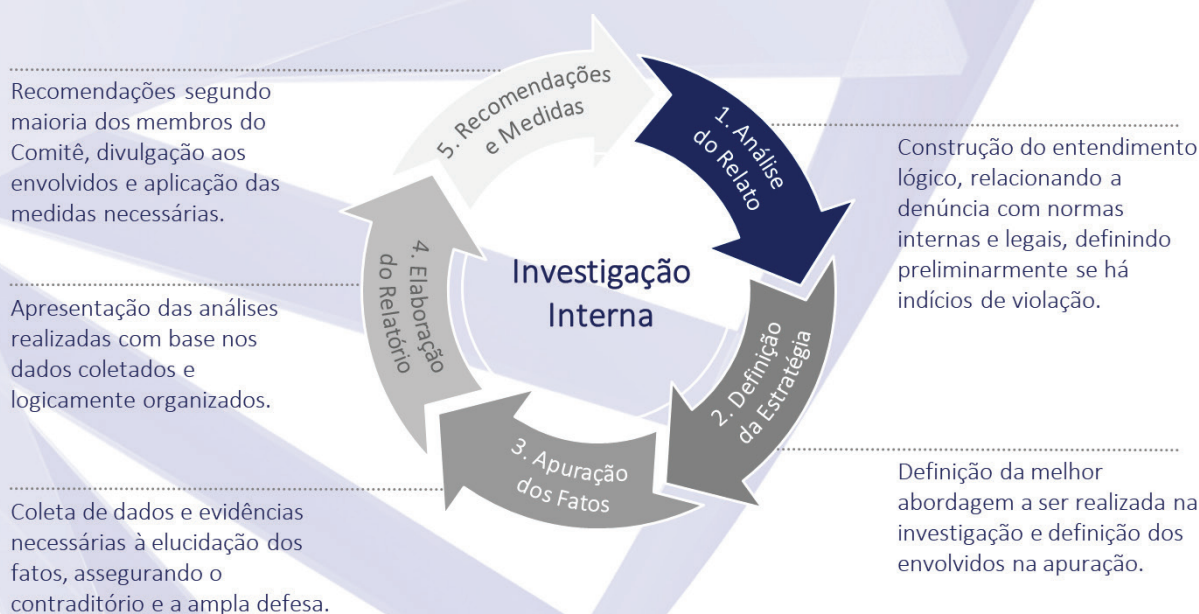 Investigação
Interna
1. Análise
do Relato
Construção do entendimento
lógico, relacionando a
denúncia com normas
internas e legais, definindo
preliminarmente se há
indícios de violação.
2. Definição
da Estratégia
Definição da melhor
abordagem a ser realizada na
investigação e definição dos
envolvidos na apuração.
3. Apuração
dos Fatos
Coleta de dados e evidências
necessárias à elucidação dos
fatos, assegurando o
contraditório e a ampla defesa.
4. Elaboração
do Relatório
Apresentação das análises
realizadas com base nos
dados coletados e
logicamente organizados.
5. Recomendações
e Medidas
Recomendações segundo
maioria dos membros do
Comitê, divulgação aos
envolvidos e aplicação das
medidas necessárias.